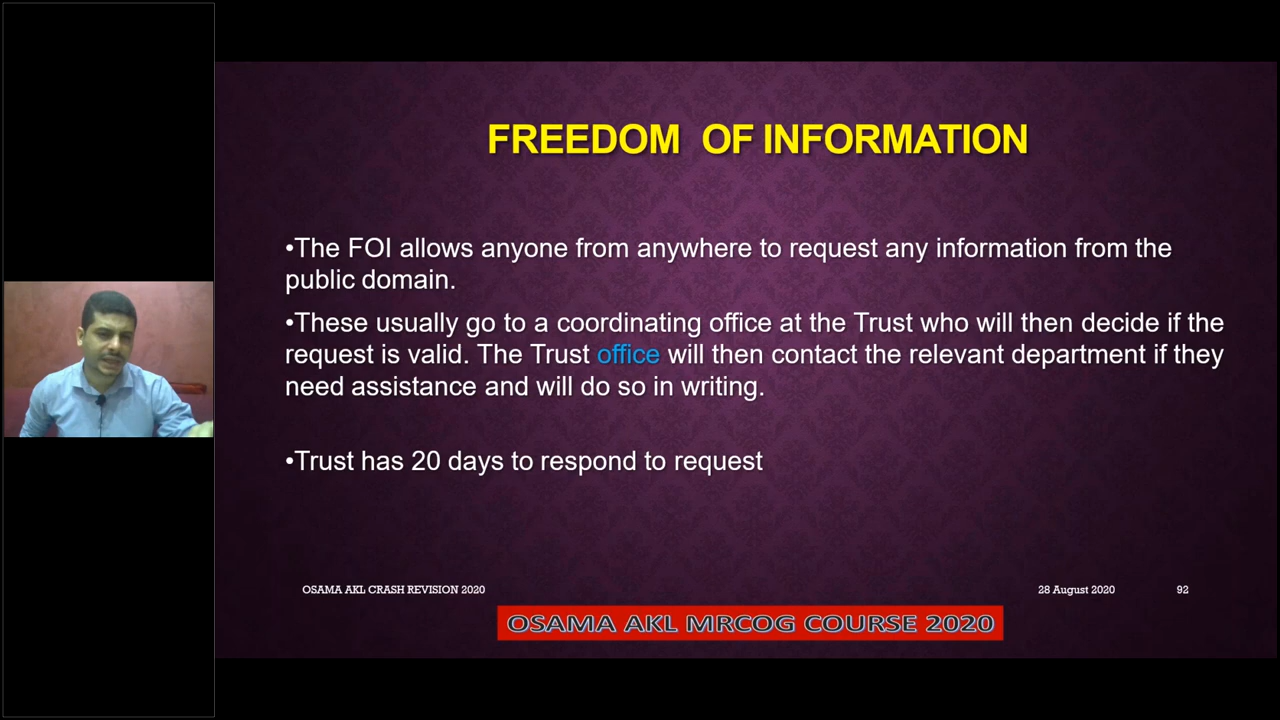 FREEDOM OF INFORMATION
•The FOI allows anyone from anywhere to request any information from the
public domain.
•These usually go to a coordinating office at the Trust who will then decide if the
request is valid. The Trust office will then contact the relevant department if they
need assistance and will do so in writing.
•Trust has 20 days to respond to request
OSAMA AKL CRASH REVISION 2020
28 August 2020
92
OSAMA AKL MRCOG COURSE 2020